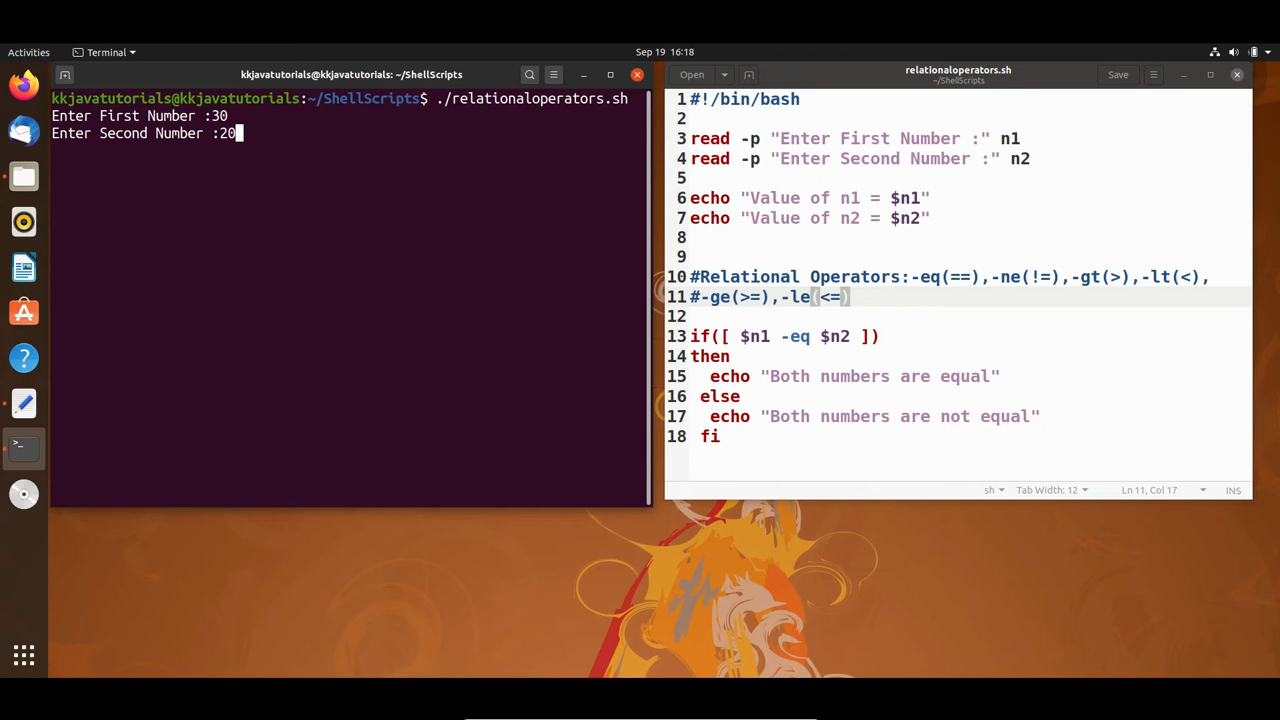 Activities
Terminal
Sep 19 16:18
kkjavatutorials@kkjavatutorials: ~/ShellScripts
kkjavatutorials@kkjavatutorials:~/ShellScripts$ ./relationaloperators.sh
Enter First Number :30
Enter Second Number :20
Open
relationaloperators.sh
~/ShellScripts
Save
1 #!/bin/bash
2
3 read -p "Enter First Number :" n1
4 read -p "Enter Second Number :" n2
5
6 echo "Value of n1 = $n1"
7 echo "Value of n2 = $n2"
8
9
10 #Relational Operators:-eq(==),-ne(!=),-gt(>),-lt(<),
11 #-ge(>=),-le(<=)
12
13 if([ $n1 -eq $n2 ])
14 then
15   echo "Both numbers are equal"
16  else
17   echo "Both numbers are not equal"
18  fi
sh
Tab Width: 12
Ln 11, Col 17
INS